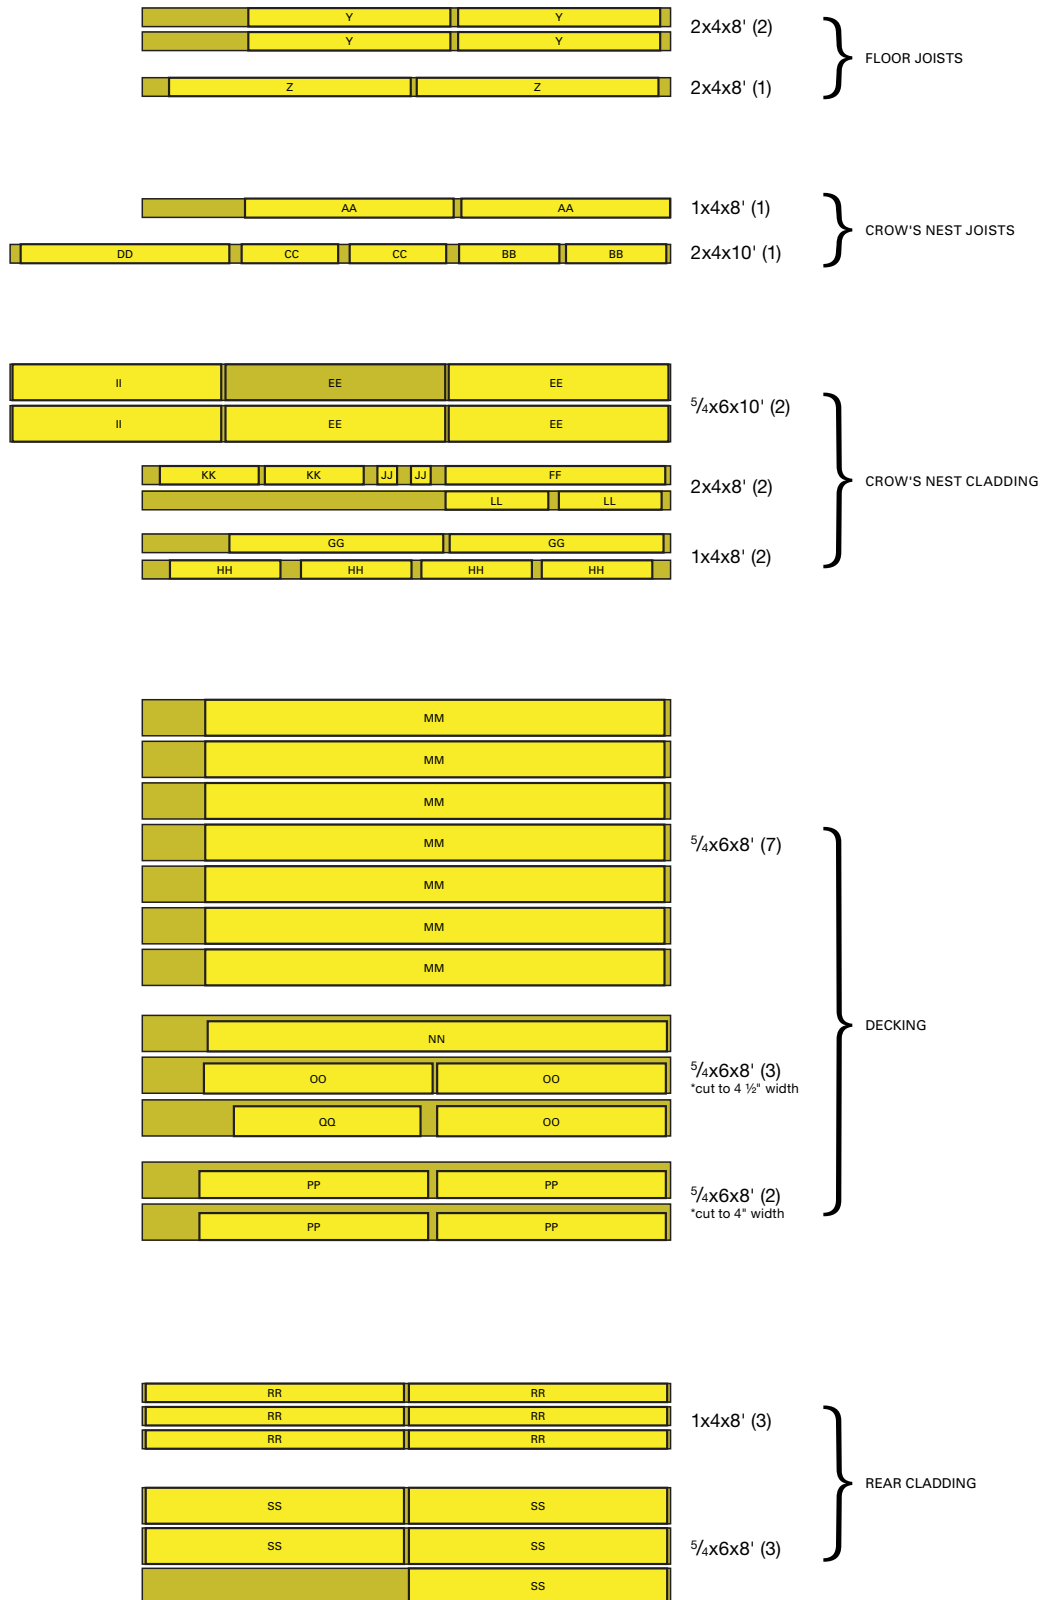 Y Y 2x4x8' (2)
Y Y
FLOOR JOISTS
Z Z 2x4x8' (1)
AA AA 1x4x8' (1)
CROW'S NEST JOISTS
DD CC CC BB BB 2x4x10' (1)
II EE EE
5/4x6x10' (2)
II EE EE
KK KK JJ JJ FF
2x4x8' (2)
CROW'S NEST CLADDING
LL LL
GG GG
1x4x8' (2)
HH HH HH HH
MM
MM
MM
MM 5/4x6x8' (7)
MM
MM
MM
DECKING
NN
5/4x6x8' (3)
OO OO
*cut to 4 ½" width
QQ OO
PP PP
5/4x6x8' (2)
*cut to 4" width
PP PP
RR RR
RR RR
1x4x8' (3)
RR RR
REAR CLADDING
SS SS
SS SS
5/4x6x8' (3)
SS